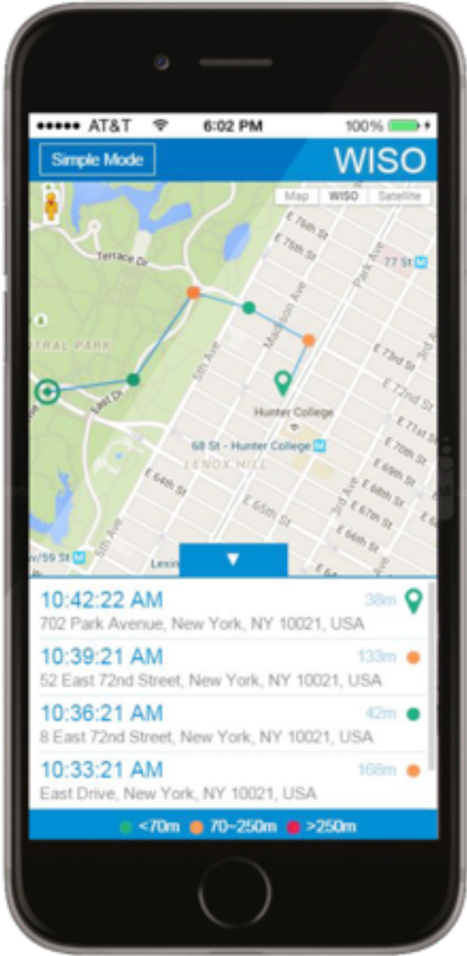 AT&T 6:02 PM 100%
Simple Mode WISO
Map WISO Satellite
E 76th St
E 75th St
Terrace Dr
Park Ave
77 St M
Madison Ave
3rd A
TRAL PARK
5th Ave
E 73rd St
E 72nd St
East Dr
Hunter College
E 71st S
68 St - Hunter College M
E 70th St
LENOX HILL
E 69th St
E 64th St
3rd Ave
E 68th St
E 67th St
E 65th St
E 66th St
5th Ave
v/59 St M
Lexin
E 64
10:42:22 AM 38m
702 Park Avenue, New York, NY 10021, USA
10:39:21 AM 133m
52 East 72nd Street, New York, NY 10021, USA
10:36:21 AM 42m
8 East 72nd Street, New York, NY 10021, USA
10:33:21 AM 168m
East Drive, New York, NY 10021, USA
<70m 70~250m >250m